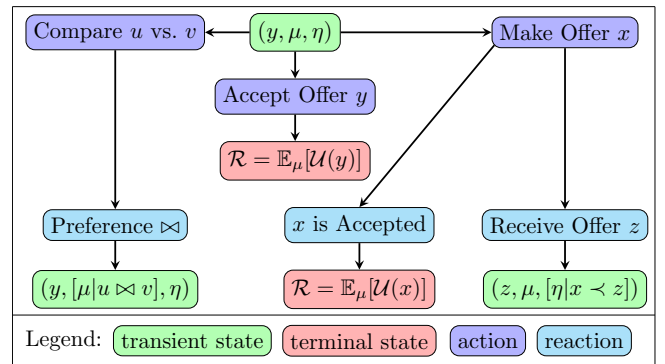 Compare u vs. v (y, μ, η) Make Offer x
Accept Offer y
ℛ = 𝔼_μ[𝒰(y)]
Preference ⋈ x is Accepted Receive Offer z
(y, [μ|u ⋈ v], η) ℛ = 𝔼_μ[𝒰(x)] (z, μ, [η|x ≺ z])
Legend: transient state terminal state action reaction